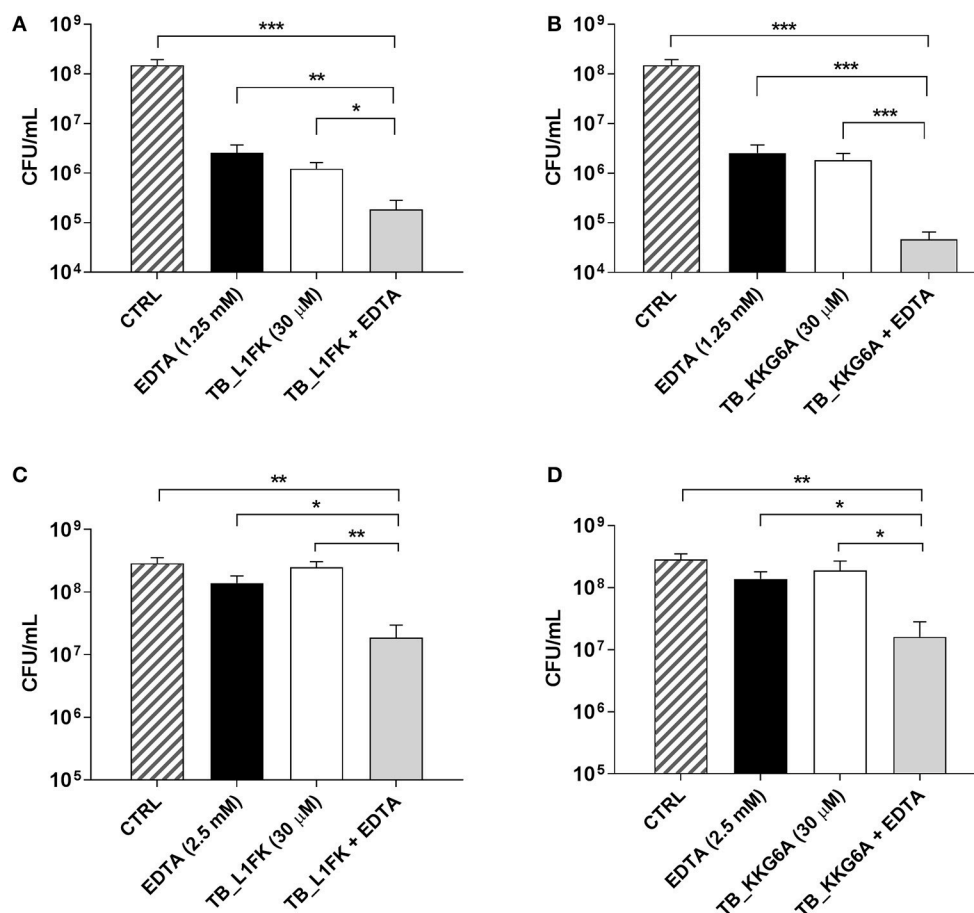 A
CFU/mL
10⁹
10⁸
10⁷
10⁶
10⁵
10⁴
***
**
*
CTRL
EDTA (1.25 mM)
TB_L1FK (30 μM)
TB_L1FK + EDTA
B
CFU/mL
10⁹
10⁸
10⁷
10⁶
10⁵
10⁴
***
***
***
CTRL
EDTA (1.25 mM)
TB_KKG6A (30 μM)
TB_KKG6A + EDTA
C
CFU/mL
10⁹
10⁸
10⁷
10⁶
10⁵
**
*
**
CTRL
EDTA (2.5 mM)
TB_L1FK (30 μM)
TB_L1FK + EDTA
D
CFU/mL
10⁹
10⁸
10⁷
10⁶
10⁵
**
*
*
CTRL
EDTA (2.5 mM)
TB_KKG6A (30 μM)
TB_KKG6A + EDTA